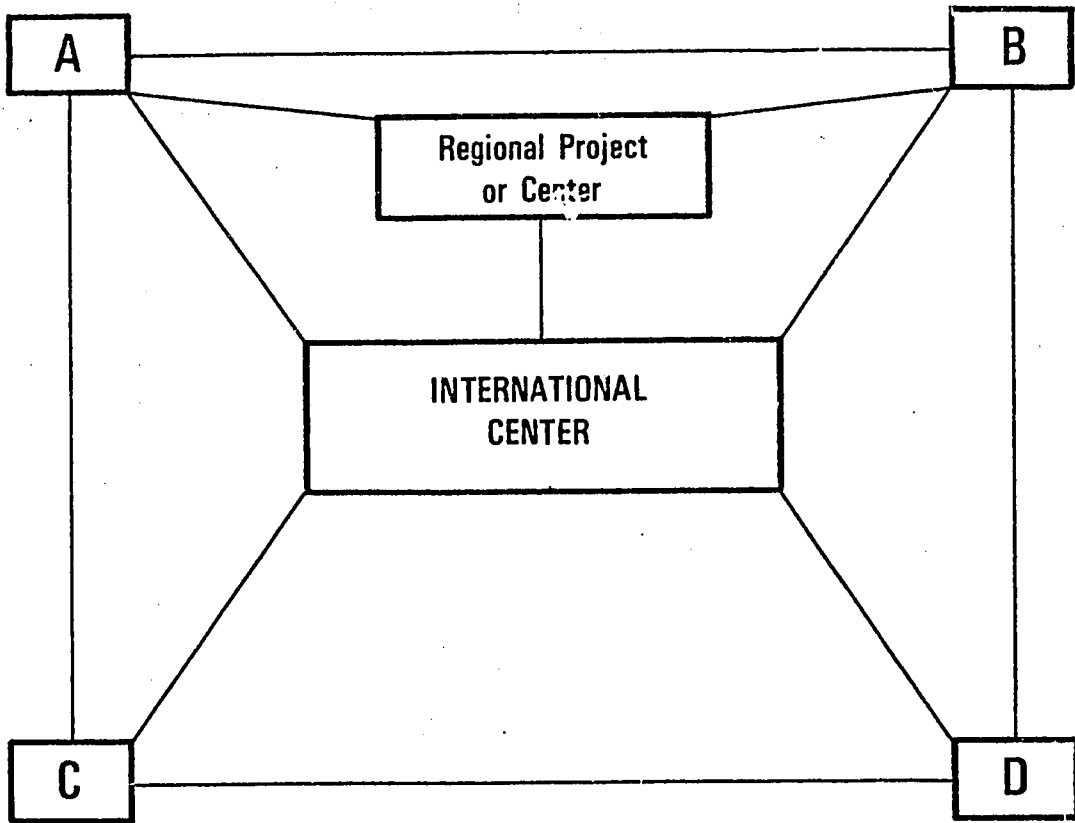 A
B
Regional Project
or Center
INTERNATIONAL
CENTER
C
D